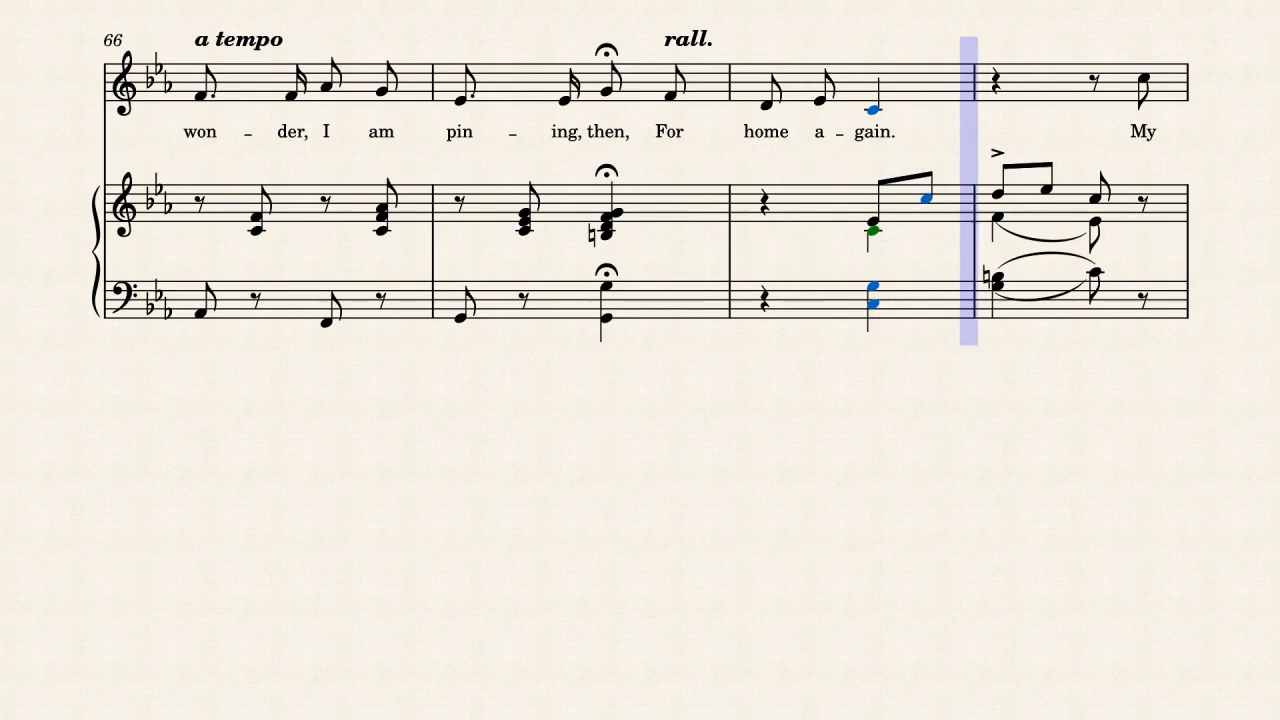 66 a tempo rall.
won – der, I am pin – ing, then, For home a – gain. My